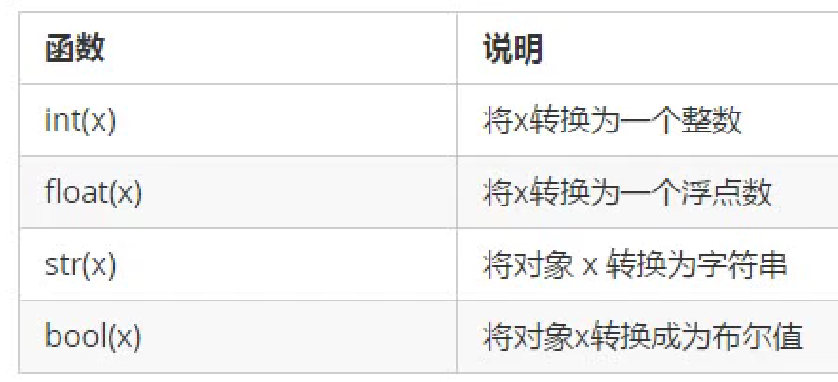 函数 说明
int(x) 将x转换为一个整数
float(x) 将x转换为一个浮点数
str(x) 将对象 x 转换为字符串
bool(x) 将对象x转换成为布尔值